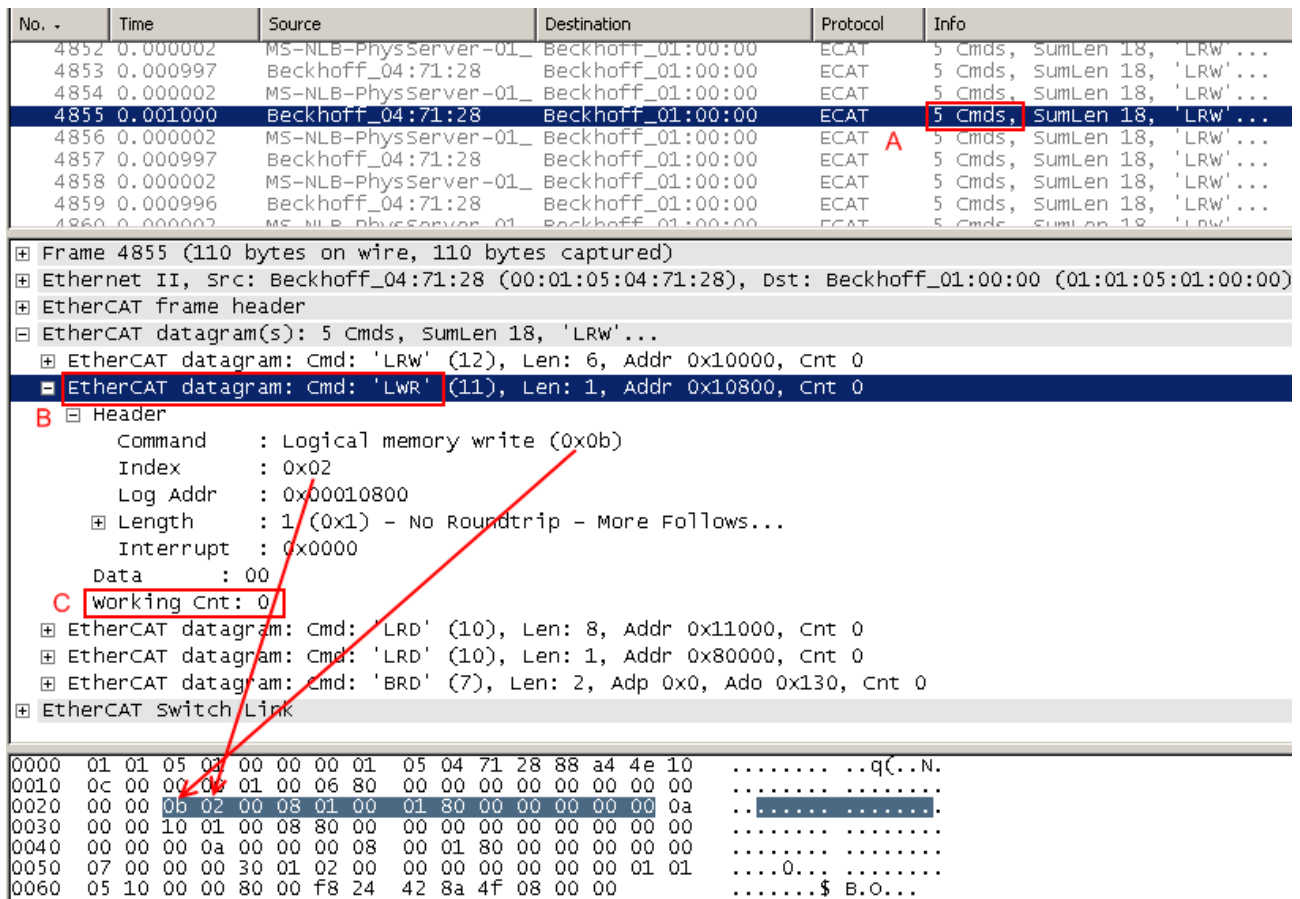 No. Time Source Destination Protocol Info
4852 0.000002 MS-NLB-PhysServer-01_ Beckhoff_01:00:00 ECAT 5 Cmds, SumLen 18, 'LRW'...
4853 0.000997 Beckhoff_04:71:28 Beckhoff_01:00:00 ECAT 5 Cmds, SumLen 18, 'LRW'...
4854 0.000002 MS-NLB-PhysServer-01_ Beckhoff_01:00:00 ECAT 5 Cmds, SumLen 18, 'LRW'...
4855 0.001000 Beckhoff_04:71:28 Beckhoff_01:00:00 ECAT 5 Cmds, SumLen 18, 'LRW'...
4856 0.000002 MS-NLB-PhysServer-01_ Beckhoff_01:00:00 ECAT A 5 Cmds, SumLen 18, 'LRW'...
4857 0.000997 Beckhoff_04:71:28 Beckhoff_01:00:00 ECAT 5 Cmds, SumLen 18, 'LRW'...
4858 0.000002 MS-NLB-PhysServer-01_ Beckhoff_01:00:00 ECAT 5 Cmds, SumLen 18, 'LRW'...
4859 0.000996 Beckhoff_04:71:28 Beckhoff_01:00:00 ECAT 5 Cmds, SumLen 18, 'LRW'...
4860 0.000002 MS-NLB-PhysServer-01_ Beckhoff_01:00:00 ECAT 5 Cmds, SumLen 18, 'LRW'...
Frame 4855 (110 bytes on wire, 110 bytes captured)
Ethernet II, Src: Beckhoff_04:71:28 (00:01:05:04:71:28), Dst: Beckhoff_01:00:00 (01:01:05:01:00:00)
EtherCAT frame header
EtherCAT datagram(s): 5 Cmds, SumLen 18, 'LRW'...
EtherCAT datagram: Cmd: 'LRW' (12), Len: 6, Addr 0x10000, Cnt 0
EtherCAT datagram: Cmd: 'LWR' (11), Len: 1, Addr 0x10800, Cnt 0
B Header
Command : Logical memory write (0x0b)
Index : 0x02
Log Addr : 0x00010800
Length : 1 (0x1) - No Roundtrip - More Follows...
Interrupt : 0x0000
Data : 00
C Working Cnt: 0
EtherCAT datagram: Cmd: 'LRD' (10), Len: 8, Addr 0x11000, Cnt 0
EtherCAT datagram: Cmd: 'LRD' (10), Len: 1, Addr 0x80000, Cnt 0
EtherCAT datagram: Cmd: 'BRD' (7), Len: 2, Adp 0x0, Ado 0x130, Cnt 0
EtherCAT Switch Link
0000 01 01 05 01 00 00 00 01 05 04 71 28 88 a4 4e 10 ........ ..q(..N.
0010 0c 00 00 00 01 00 06 80 00 00 00 00 00 00 00 00 ........ ........
0020 00 00 0b 02 00 08 01 00 01 80 00 00 00 00 00 0a ........ ........
0030 00 00 10 01 00 08 80 00 00 00 00 00 00 00 00 00 ........ ........
0040 00 00 00 0a 00 00 00 08 00 01 80 00 00 00 00 00 ........ ........
0050 07 00 00 00 30 01 02 00 00 00 00 00 00 00 01 01 ....0... ........
0060 05 10 00 00 80 00 f8 24 42 8a 4f 08 00 00 .......$ B.O...